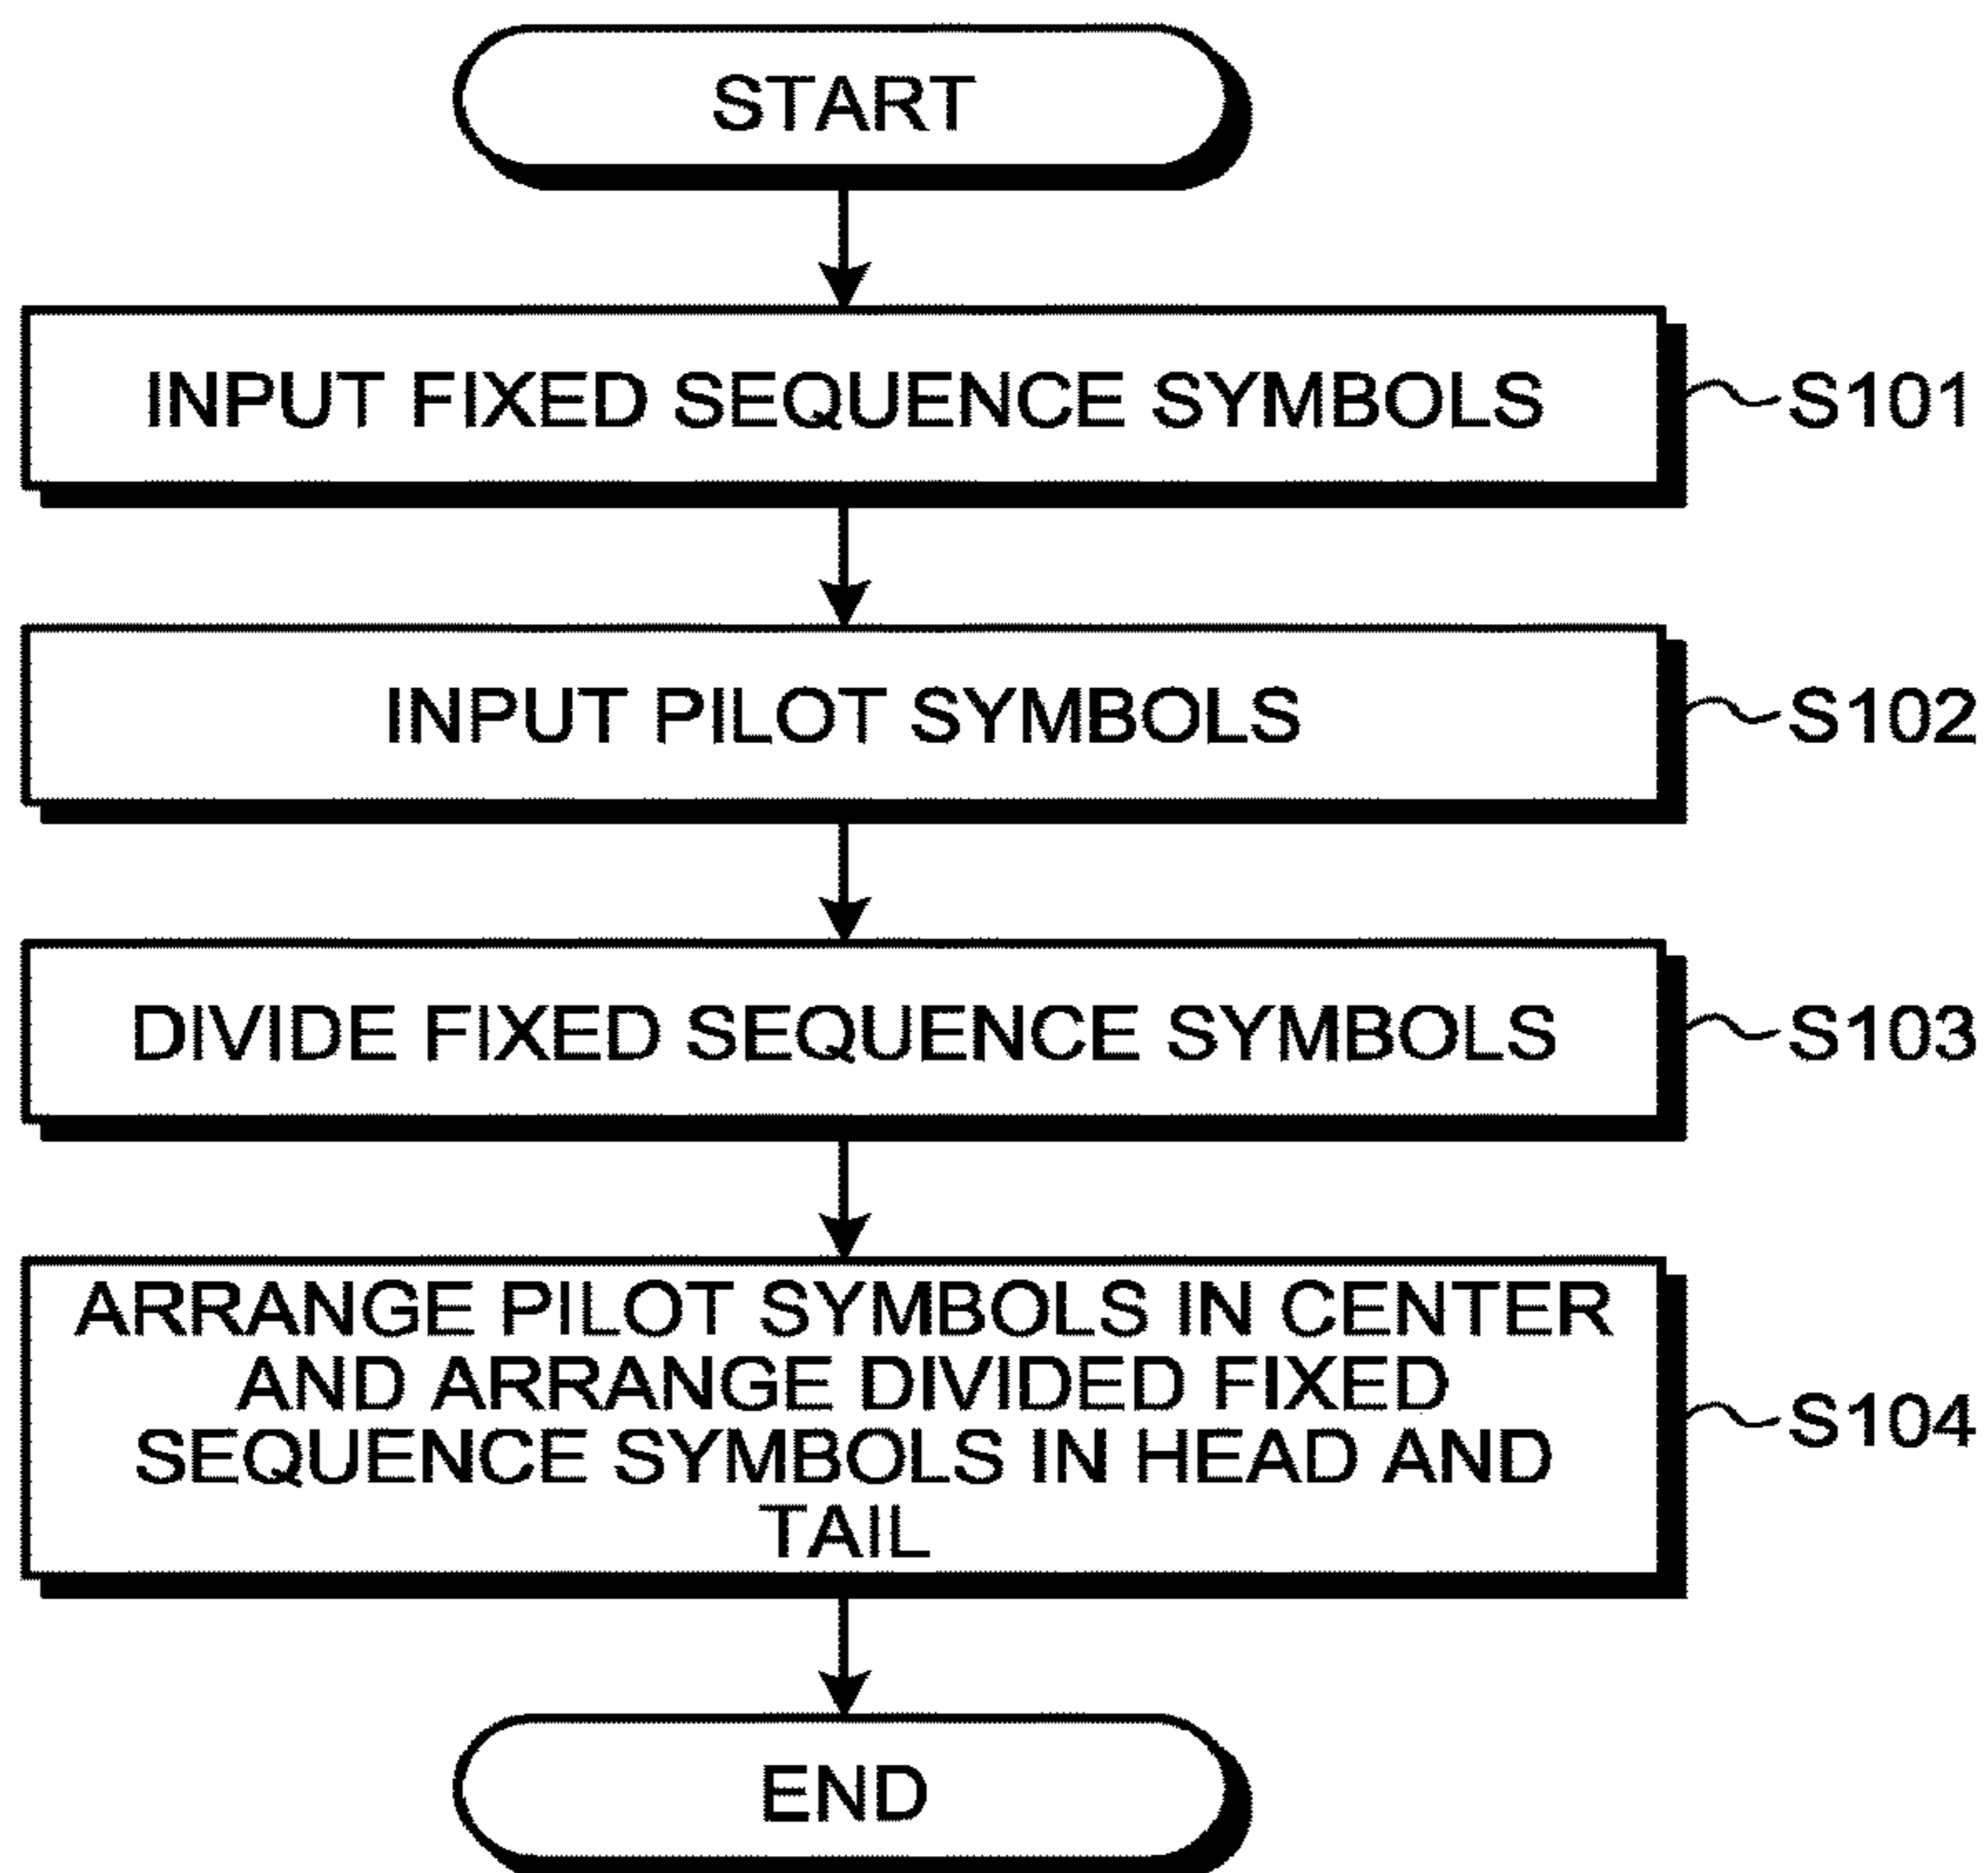 START
INPUT FIXED SEQUENCE SYMBOLS
S101
INPUT PILOT SYMBOLS
S102
DIVIDE FIXED SEQUENCE SYMBOLS
S103
ARRANGE PILOT SYMBOLS IN CENTER
AND ARRANGE DIVIDED FIXED
SEQUENCE SYMBOLS IN HEAD AND
TAIL
S104
END